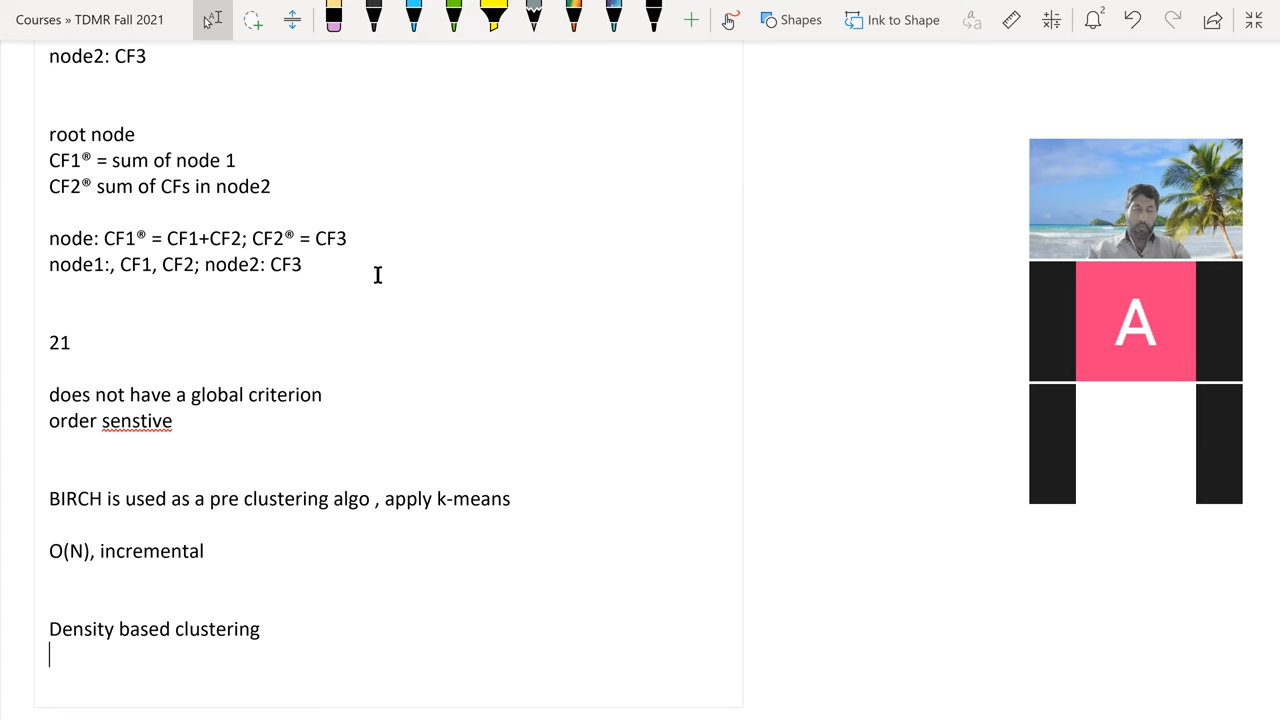 Courses » TDMR Fall 2021
Shapes
Ink to Shape
2
node2: CF3
root node
CF1® = sum of node 1
CF2® sum of CFs in node2
node: CF1® = CF1+CF2; CF2® = CF3
node1:, CF1, CF2; node2: CF3
21
does not have a global criterion
order senstive
BIRCH is used as a pre clustering algo , apply k-means
O(N), incremental
Density based clustering
A